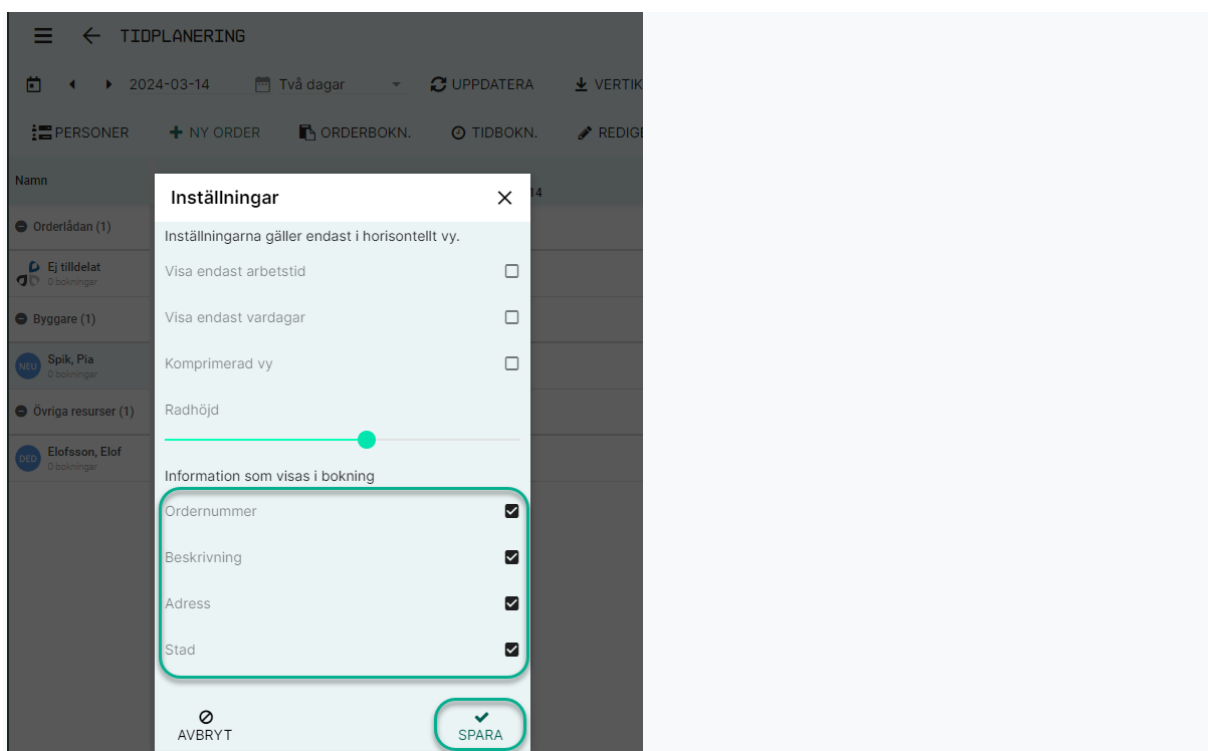 TIDPLANERING
2024-03-14 Två dagar UPPDATERA VERTIK
PERSONER NY ORDER ORDERBOKN. TIDBOKN. REDIGE
Namn
14
Orderlådan (1)
Ej tilldelat
0 bokningar
Byggare (1)
NEU Spik, Pia
0 bokningar
Övriga resurser (1)
DED Elofsson, Elof
0 bokningar
Inställningar
Inställningarna gäller endast i horisontellt vy.
Visa endast arbetstid
Visa endast vardagar
Komprimerad vy
Radhöjd
Information som visas i bokning
Ordernummer
Beskrivning
Adress
Stad
AVBRYT SPARA